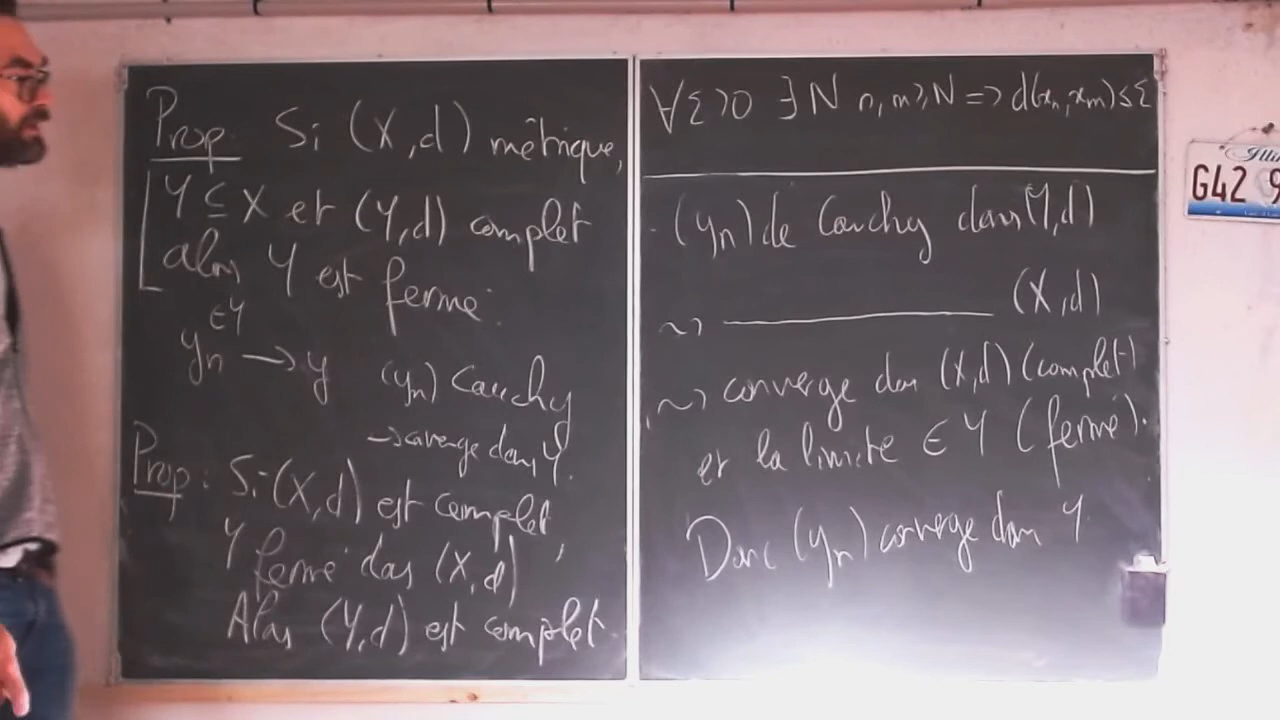 Prop: Si (X,d) métrique,
Y ⊆ X et (Y,d) complet
alors Y est fermé.
∈Y
yn → y (yn) Cauchy
→ converge dans Y.
Prop: Si (X,d) est complet,
Y fermé dans (X,d)
Alors (Y,d) est complet.
∀ε>0 ∃N n,m≥N => d(xn,xm)≤ε
(yn) de Cauchy dans (Y,d)
~> ———————— (X,d)
~> converge dans (X,d) (complet)
et la limite ∈ Y (fermé).
Donc (yn) converge dans Y
G42 9